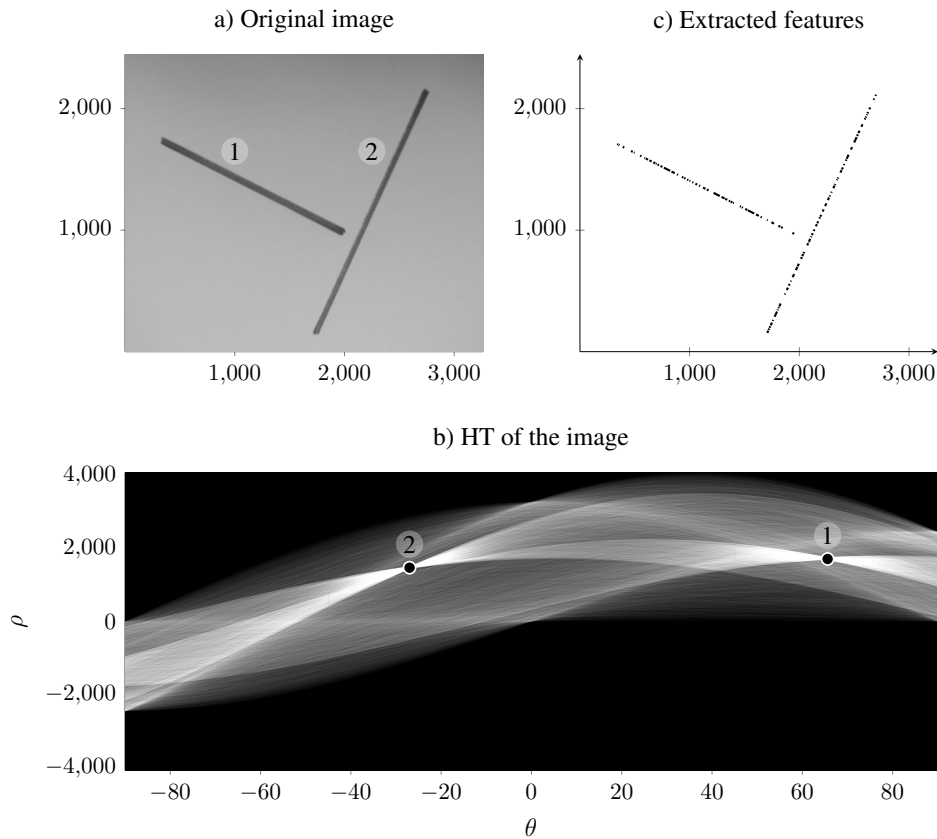 a) Original image
2,000
1,000
1
2
1,000 2,000 3,000
c) Extracted features
2,000
1,000
1,000 2,000 3,000
b) HT of the image
4,000
2,000
0
−2,000
−4,000
ρ
2
1
−80 −60 −40 −20 0 20 40 60 80
θ